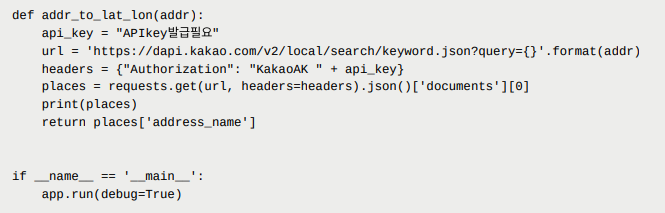 def addr_to_lat_lon(addr):
    api_key = "APIkey발급필요"
    url = 'https://dapi.kakao.com/v2/local/search/keyword.json?query={}'.format(addr)
    headers = {"Authorization": "KakaoAK " + api_key}
    places = requests.get(url, headers=headers).json()['documents'][0]
    print(places)
    return places['address_name']
if __name__ == '__main__':
    app.run(debug=True)